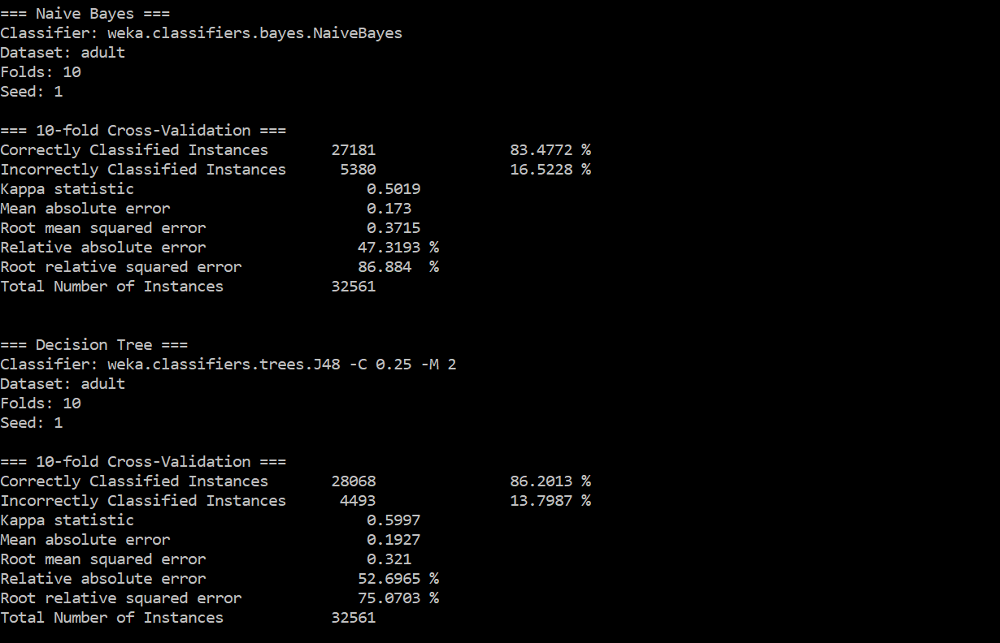 === Naive Bayes ===
Classifier: weka.classifiers.bayes.NaiveBayes
Dataset: adult
Folds: 10
Seed: 1
=== 10-fold Cross-Validation ===
Correctly Classified Instances       27181               83.4772 %
Incorrectly Classified Instances      5380               16.5228 %
Kappa statistic                          0.5019
Mean absolute error                      0.173
Root mean squared error                  0.3715
Relative absolute error                 47.3193 %
Root relative squared error             86.884  %
Total Number of Instances            32561
=== Decision Tree ===
Classifier: weka.classifiers.trees.J48 -C 0.25 -M 2
Dataset: adult
Folds: 10
Seed: 1
=== 10-fold Cross-Validation ===
Correctly Classified Instances       28068               86.2013 %
Incorrectly Classified Instances      4493               13.7987 %
Kappa statistic                          0.5997
Mean absolute error                      0.1927
Root mean squared error                  0.321
Relative absolute error                 52.6965 %
Root relative squared error             75.0703 %
Total Number of Instances            32561